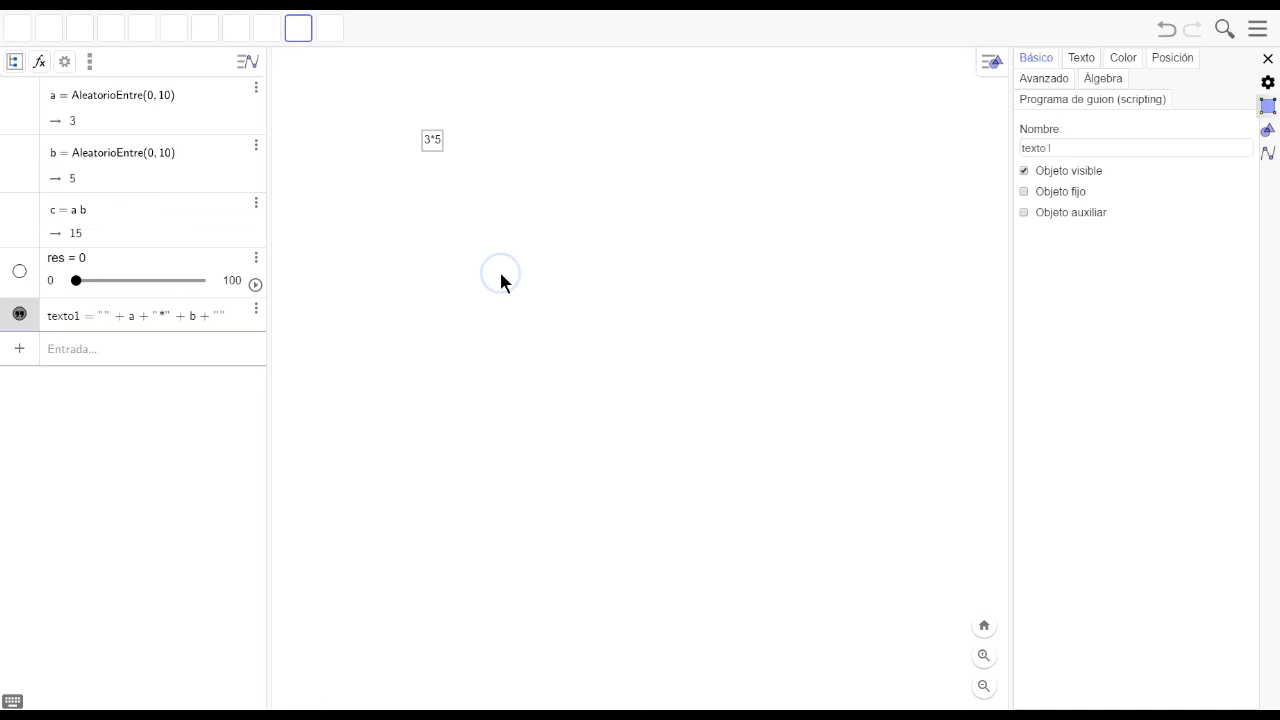 a = AleatorioEntre(0, 10)
→ 3
b = AleatorioEntre(0, 10)
→ 5
c = a b
→ 15
res = 0
0 100
texto1 = "" + a + "*" + b + ""
+ Entrada...
3*5
Básico Texto Color Posición
Avanzado Álgebra
Programa de guion (scripting)
Nombre:
texto1
Objeto visible
Objeto fijo
Objeto auxiliar